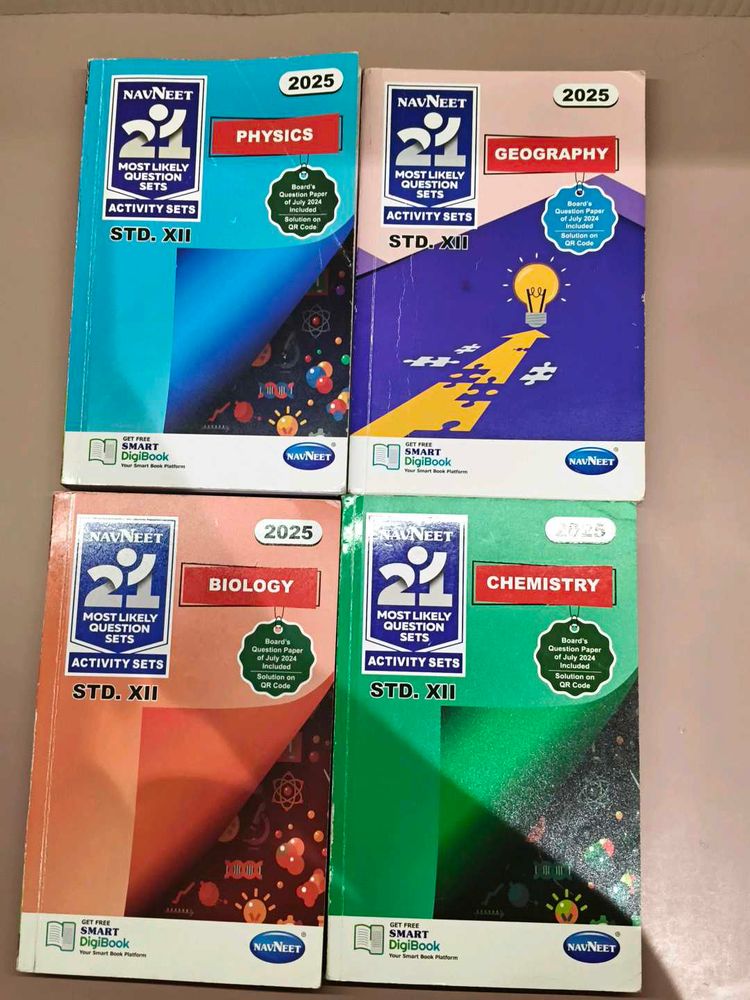 2025
NAVNEET
21
MOST LIKELY
QUESTION
SETS
ACTIVITY SETS
STD. XII
PHYSICS
Board's
Question Paper
of July 2024
Included
Solution on
QR Code
GET FREE
SMART
DigiBook
Your Smart Book Platform
NAVNEET
2025
NAVNEET
21
MOST LIKELY
QUESTION
SETS
ACTIVITY SETS
STD. XII
GEOGRAPHY
Board's
Question Paper
of July 2024
Included
Solution on
QR Code
GET FREE
SMART
DigiBook
Your Smart Book Platform
NAVNEET
2025
NAVNEET
21
MOST LIKELY
QUESTION
SETS
ACTIVITY SETS
STD. XII
BIOLOGY
Board's
Question Paper
of July 2024
Included
Solution on
QR Code
GET FREE
SMART
DigiBook
Your Smart Book Platform
NAVNEET
2025
NAVNEET
21
MOST LIKELY
QUESTION
SETS
ACTIVITY SETS
STD. XII
CHEMISTRY
Board's
Question Paper
of July 2024
Included
Solution on
QR Code
GET FREE
SMART
DigiBook
Your Smart Book Platform
NAVNEET